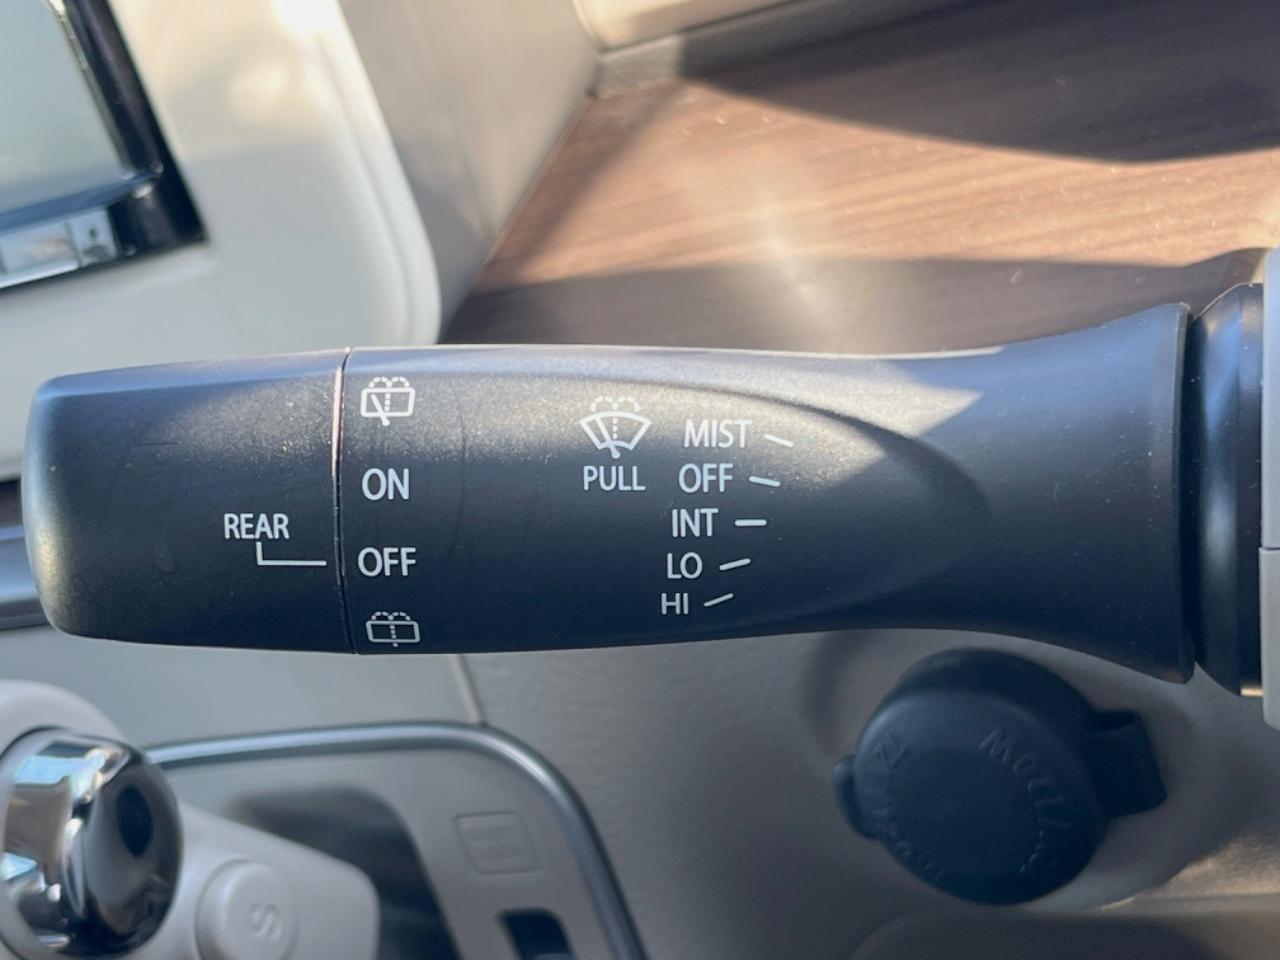 MIST
PULL
OFF
ON
REAR
INT
OFF
LO
HI
S